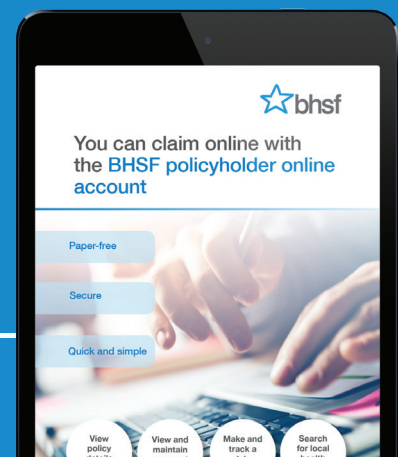 bhsf
You can claim online with
the BHSF policyholder online
account
Paper-free
Secure
Quick and simple
View
policy
View and
maintain
Make and
track a
Search
for local